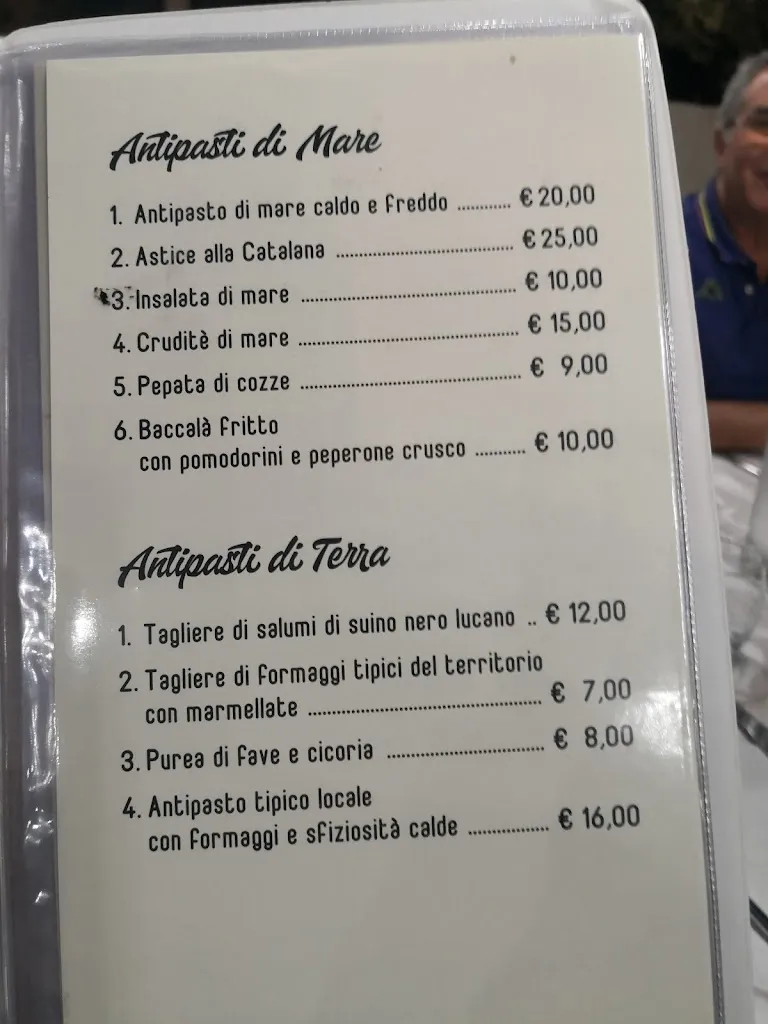 Antipasti di Mare
1. Antipasto di mare caldo e freddo ........... € 20,00
2. Astice alla Catalana ..................................... € 25,00
3. Insalata di mare ............................................. € 10,00
4. Cruditè di mare .............................................. € 15,00
5. Pepata di cozze .............................................. € 9,00
6. Baccalà fritto
con pomodorini e peperone crusco .......... € 10,00
Antipasti di Terra
1. Tagliere di salumi di suino nero lucano .. € 12,00
2. Tagliere di formaggi tipici del territorio
con marmellate ................................................ € 7,00
3. Purea di fave e cicoria ................................ € 8,00
4. Antipasto tipico locale
con formaggi e sfiziosità calde ................ € 16,00